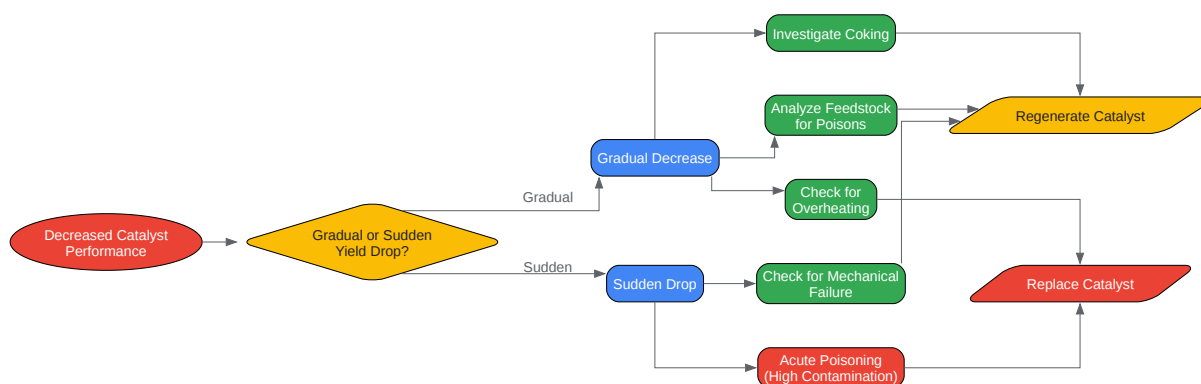 Investigate Coking
Analyze Feedstock
for Poisons
Regenerate Catalyst
Gradual Decrease
Gradual
Check for
Overheating
Decreased Catalyst
Performance
Gradual or Sudden
Yield Drop?
Sudden
Sudden Drop
Check for Mechanical
Failure
Replace Catalyst
Acute Poisoning
(High Contamination)